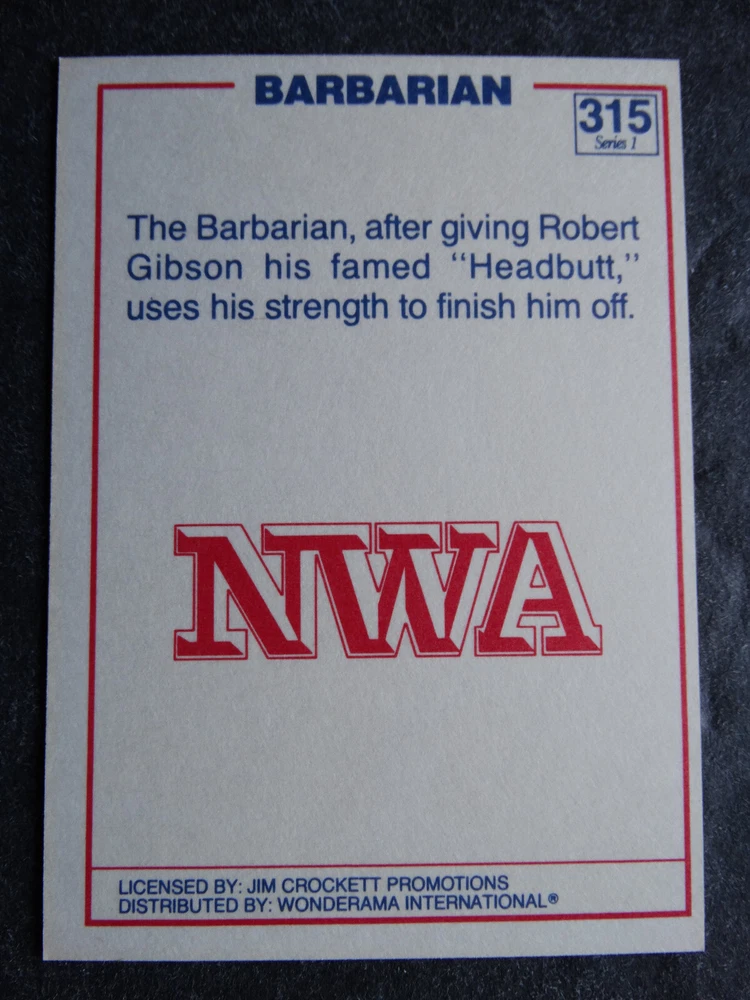 BARBARIAN
315
Series 1
The Barbarian, after giving Robert
Gibson his famed "Headbutt,"
uses his strength to finish him off.
NWA
LICENSED BY: JIM CROCKETT PROMOTIONS
DISTRIBUTED BY: WONDERAMA INTERNATIONAL®